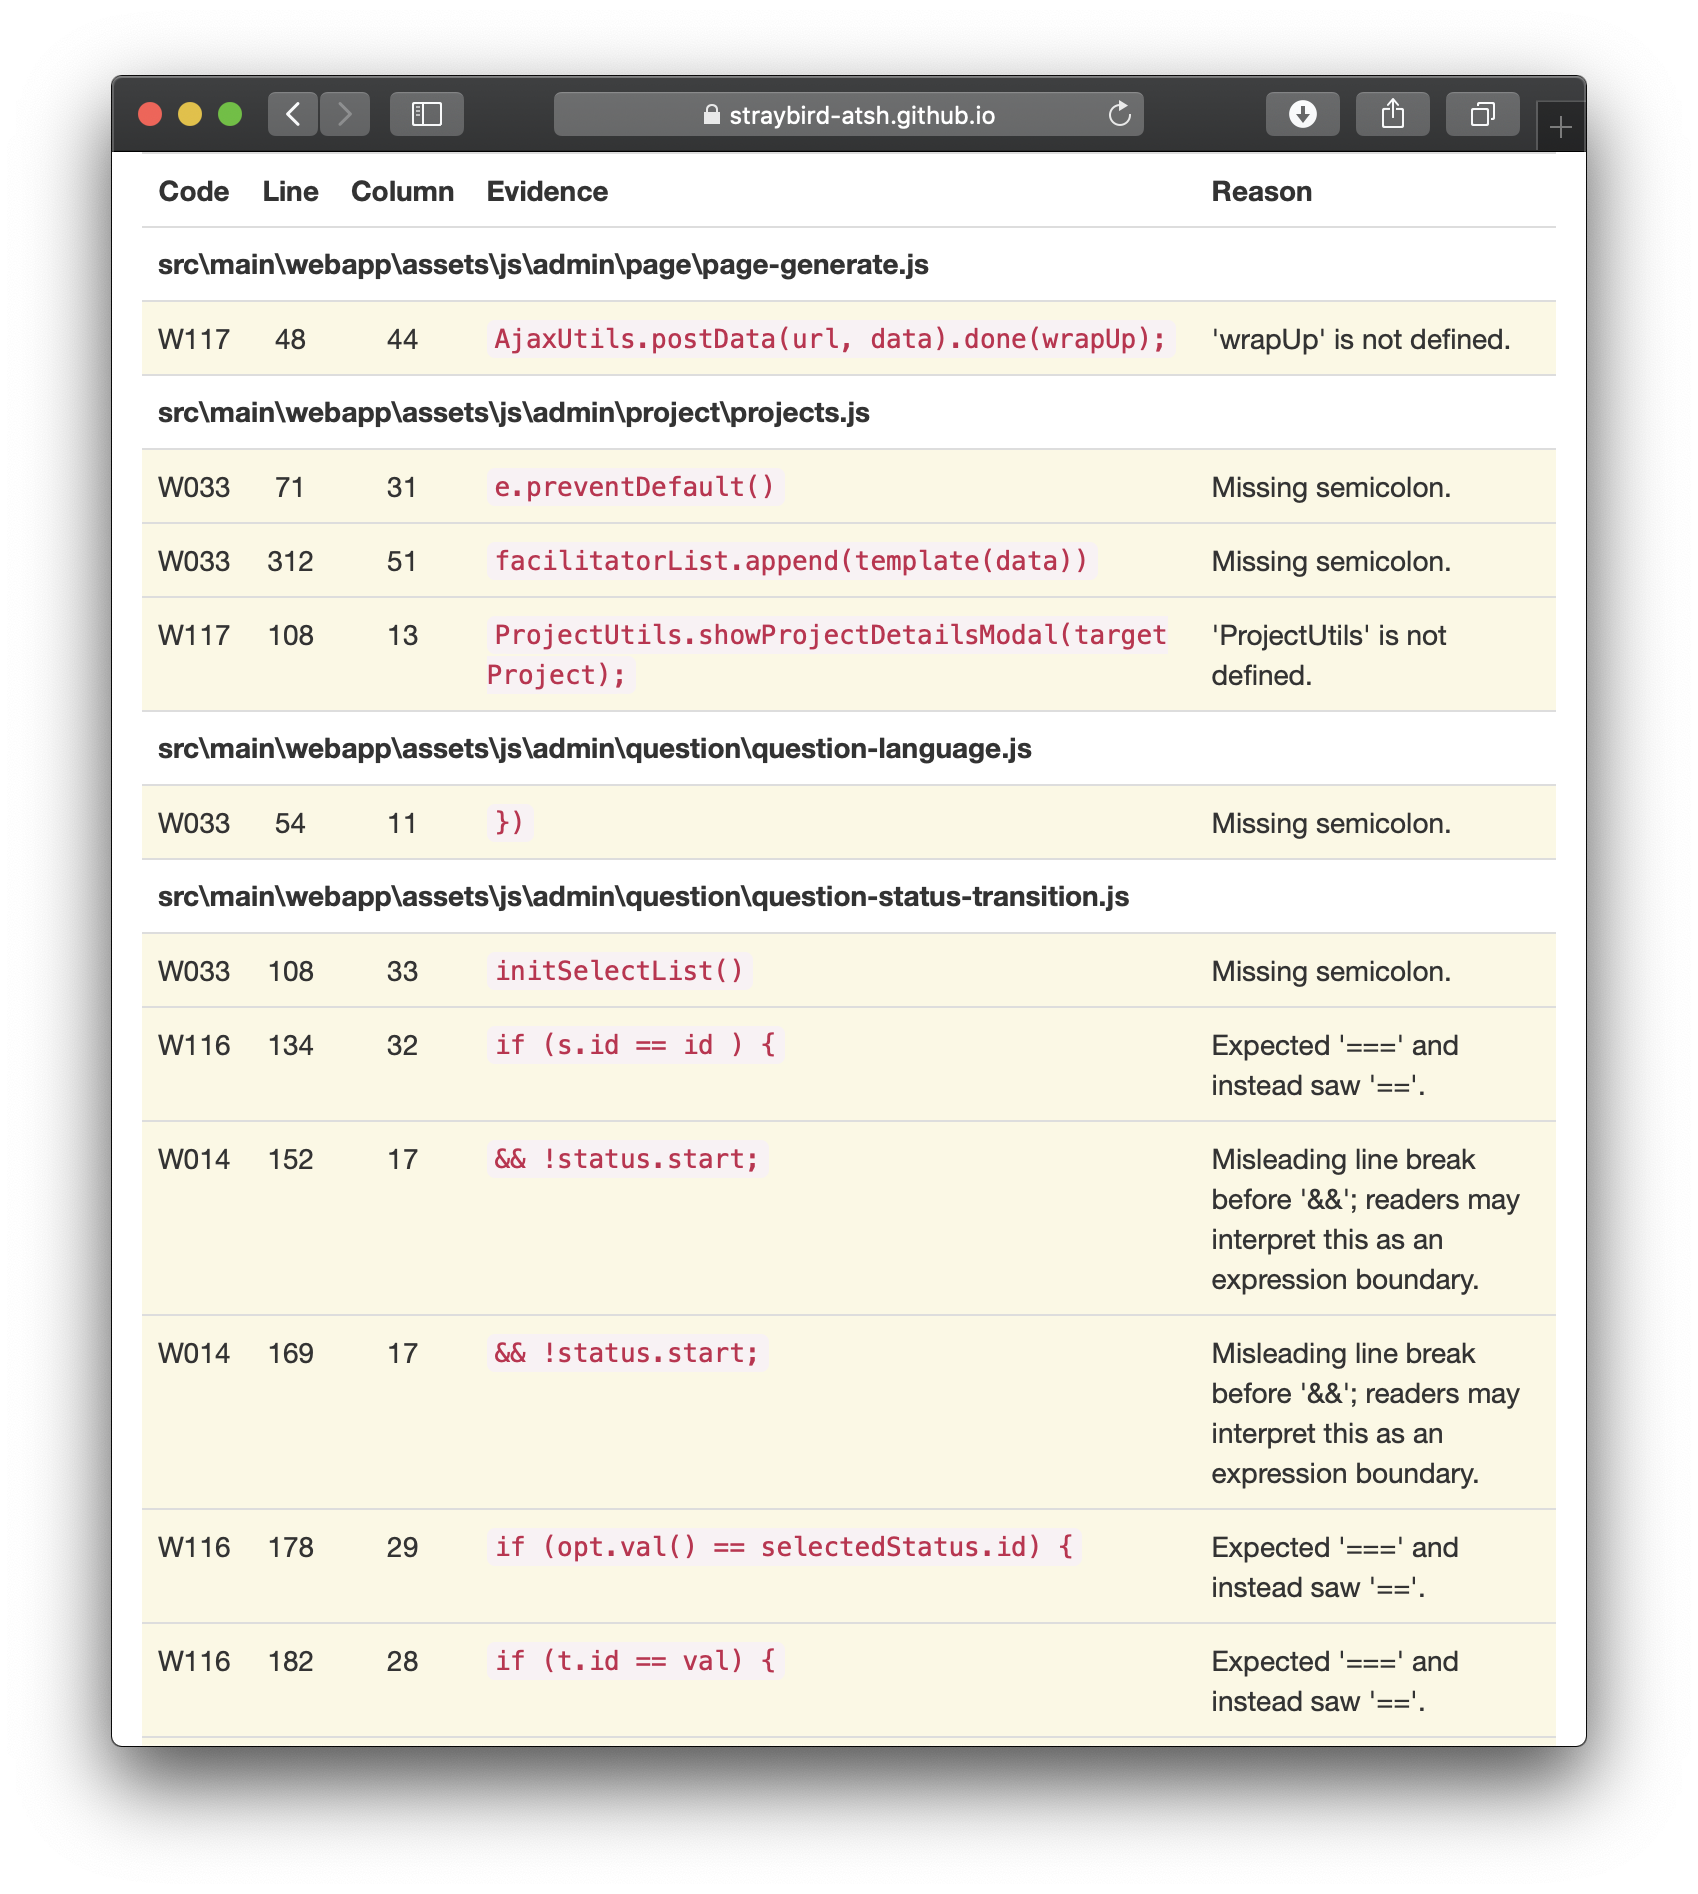 straybird-atsh.github.io
Code Line Column Evidence Reason
src\main\webapp\assets\js\admin\page\page-generate.js
W117 48 44 AjaxUtils.postData(url, data).done(wrapUp); 'wrapUp' is not defined.
src\main\webapp\assets\js\admin\project\projects.js
W033 71 31 e.preventDefault() Missing semicolon.
W033 312 51 facilitatorList.append(template(data)) Missing semicolon.
W117 108 13 ProjectUtils.showProjectDetailsModal(target 'ProjectUtils' is not
Project); defined.
src\main\webapp\assets\js\admin\question\question-language.js
W033 54 11 }) Missing semicolon.
src\main\webapp\assets\js\admin\question\question-status-transition.js
W033 108 33 initSelectList() Missing semicolon.
W116 134 32 if (s.id == id ) { Expected '===' and
instead saw '=='.
W014 152 17 && !status.start; Misleading line break
before '&&'; readers may
interpret this as an
expression boundary.
W014 169 17 && !status.start; Misleading line break
before '&&'; readers may
interpret this as an
expression boundary.
W116 178 29 if (opt.val() == selectedStatus.id) { Expected '===' and
instead saw '=='.
W116 182 28 if (t.id == val) { Expected '===' and
instead saw '=='.